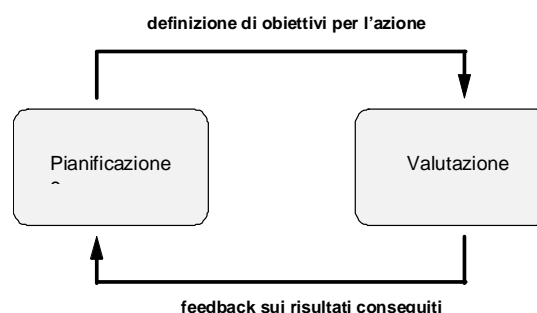 definizione di obiettivi per l’azione
Pianificazione
Valutazione
feedback sui risultati conseguiti